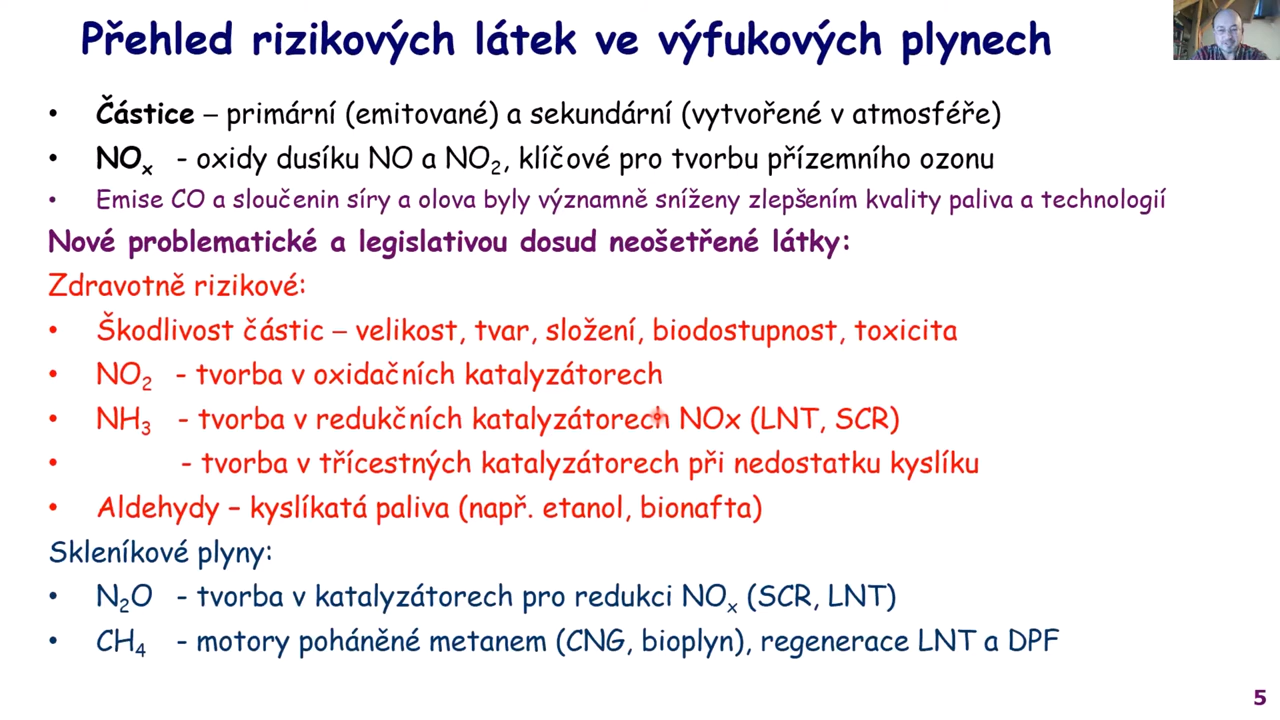 Přehled rizikových látek ve výfukových plynech
• Částice – primární (emitované) a sekundární (vytvořené v atmosféře)
• NOx - oxidy dusíku NO a NO2, klíčové pro tvorbu přízemního ozonu
• Emise CO a sloučenin síry a olova byly významně sníženy zlepšením kvality paliva a technologií
Nové problematické a legislativou dosud neošetřené látky:
Zdravotně rizikové:
• Škodlivost částic – velikost, tvar, složení, biodostupnost, toxicita
• NO2 - tvorba v oxidačních katalyzátorech
• NH3 - tvorba v redukčních katalyzátorech NOx (LNT, SCR)
• - tvorba v třícestných katalyzátorech při nedostatku kyslíku
• Aldehydy – kyslíkatá paliva (např. etanol, bionafta)
Skleníkové plyny:
• N2O - tvorba v katalyzátorech pro redukci NOx (SCR, LNT)
• CH4 - motory poháněné metanem (CNG, bioplyn), regenerace LNT a DPF
5